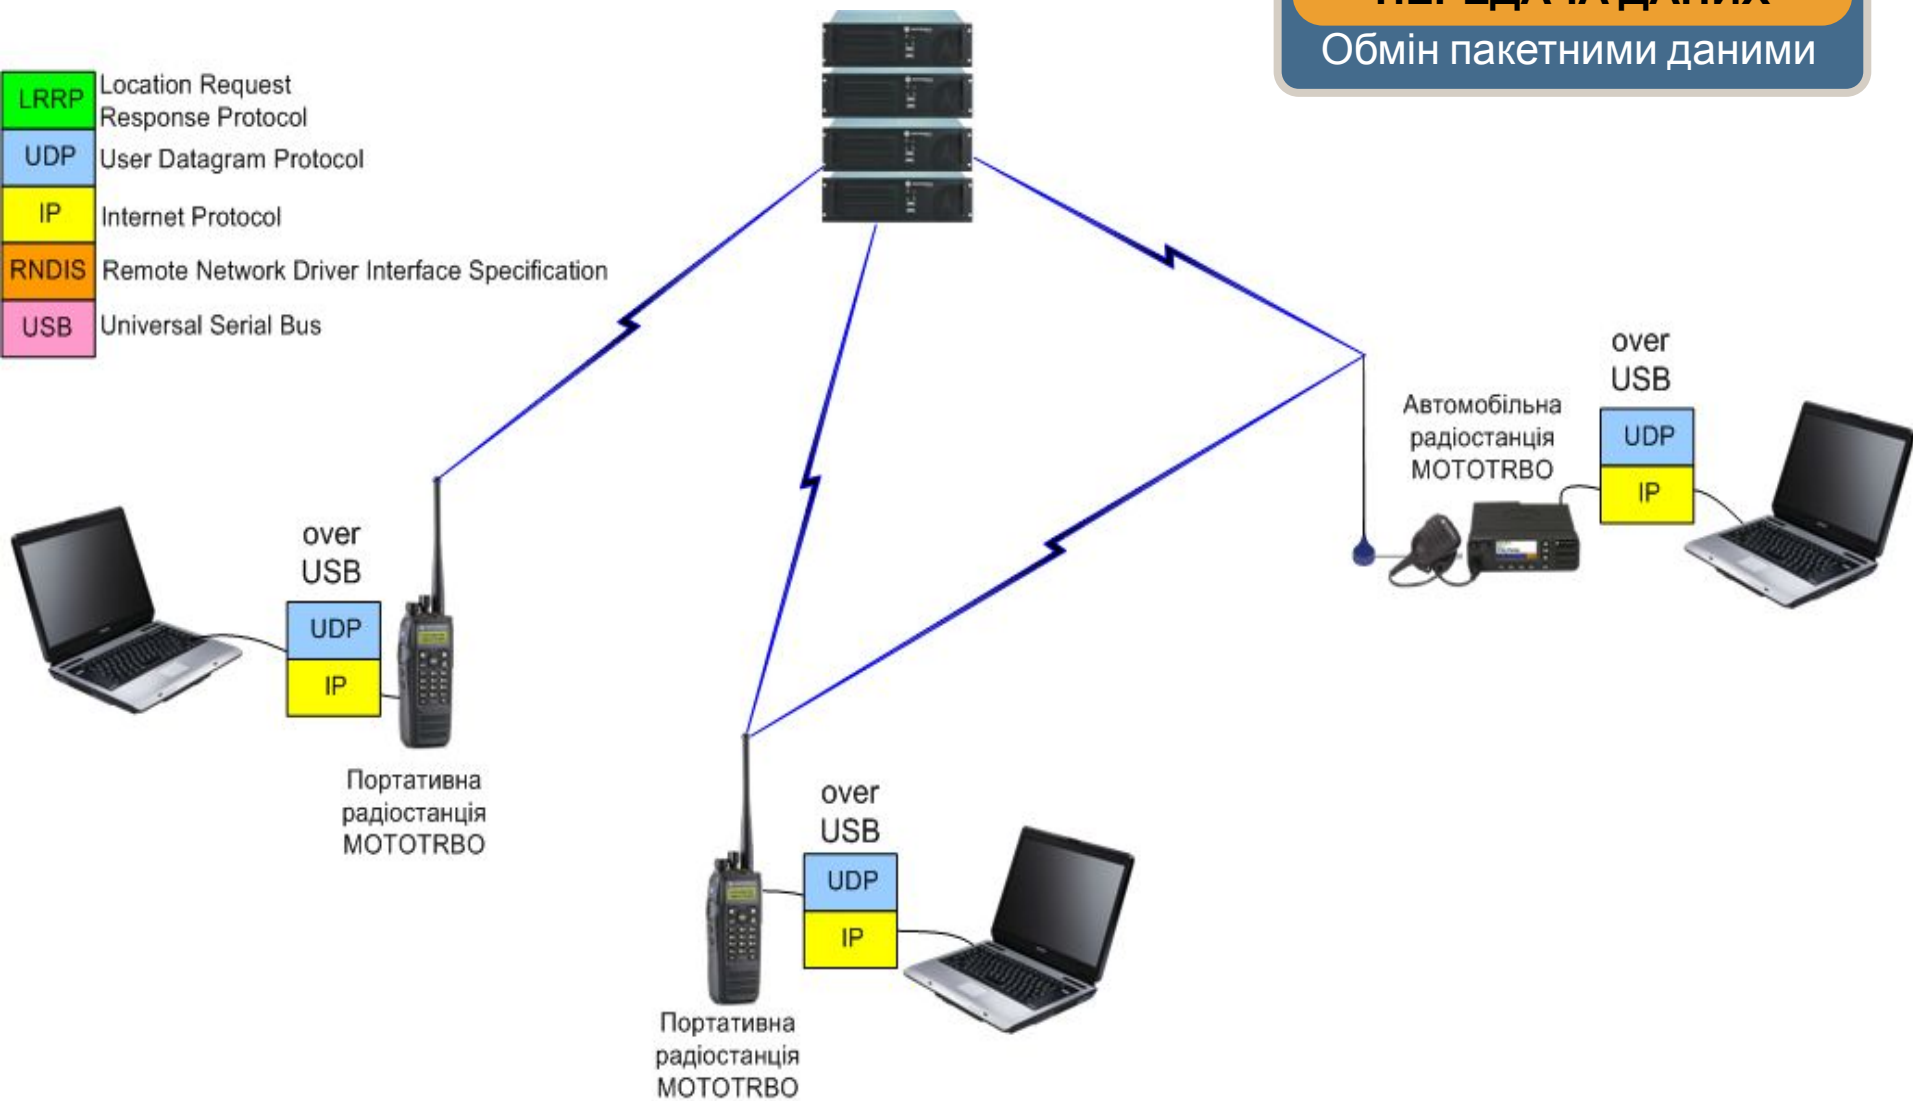 ПЕРЕДАЧА ДАНИХ
Обмін пакетними даними
LRRP Location Request
Response Protocol
UDP User Datagram Protocol
IP Internet Protocol
RNDIS Remote Network Driver Interface Specification
USB Universal Serial Bus
over
USB
UDP
IP
Автомобільна
радіостанція
MOTOTRBO
over
USB
UDP
IP
Портативна
радіостанція
MOTOTRBO
over
USB
UDP
IP
Портативна
радіостанція
MOTOTRBO